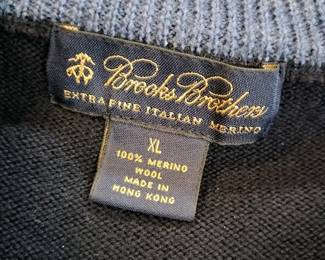 Brooks Brothers
EXTRAFINE ITALIAN MERINO
XL
100% MERINO
WOOL
MADE IN
HONG KONG